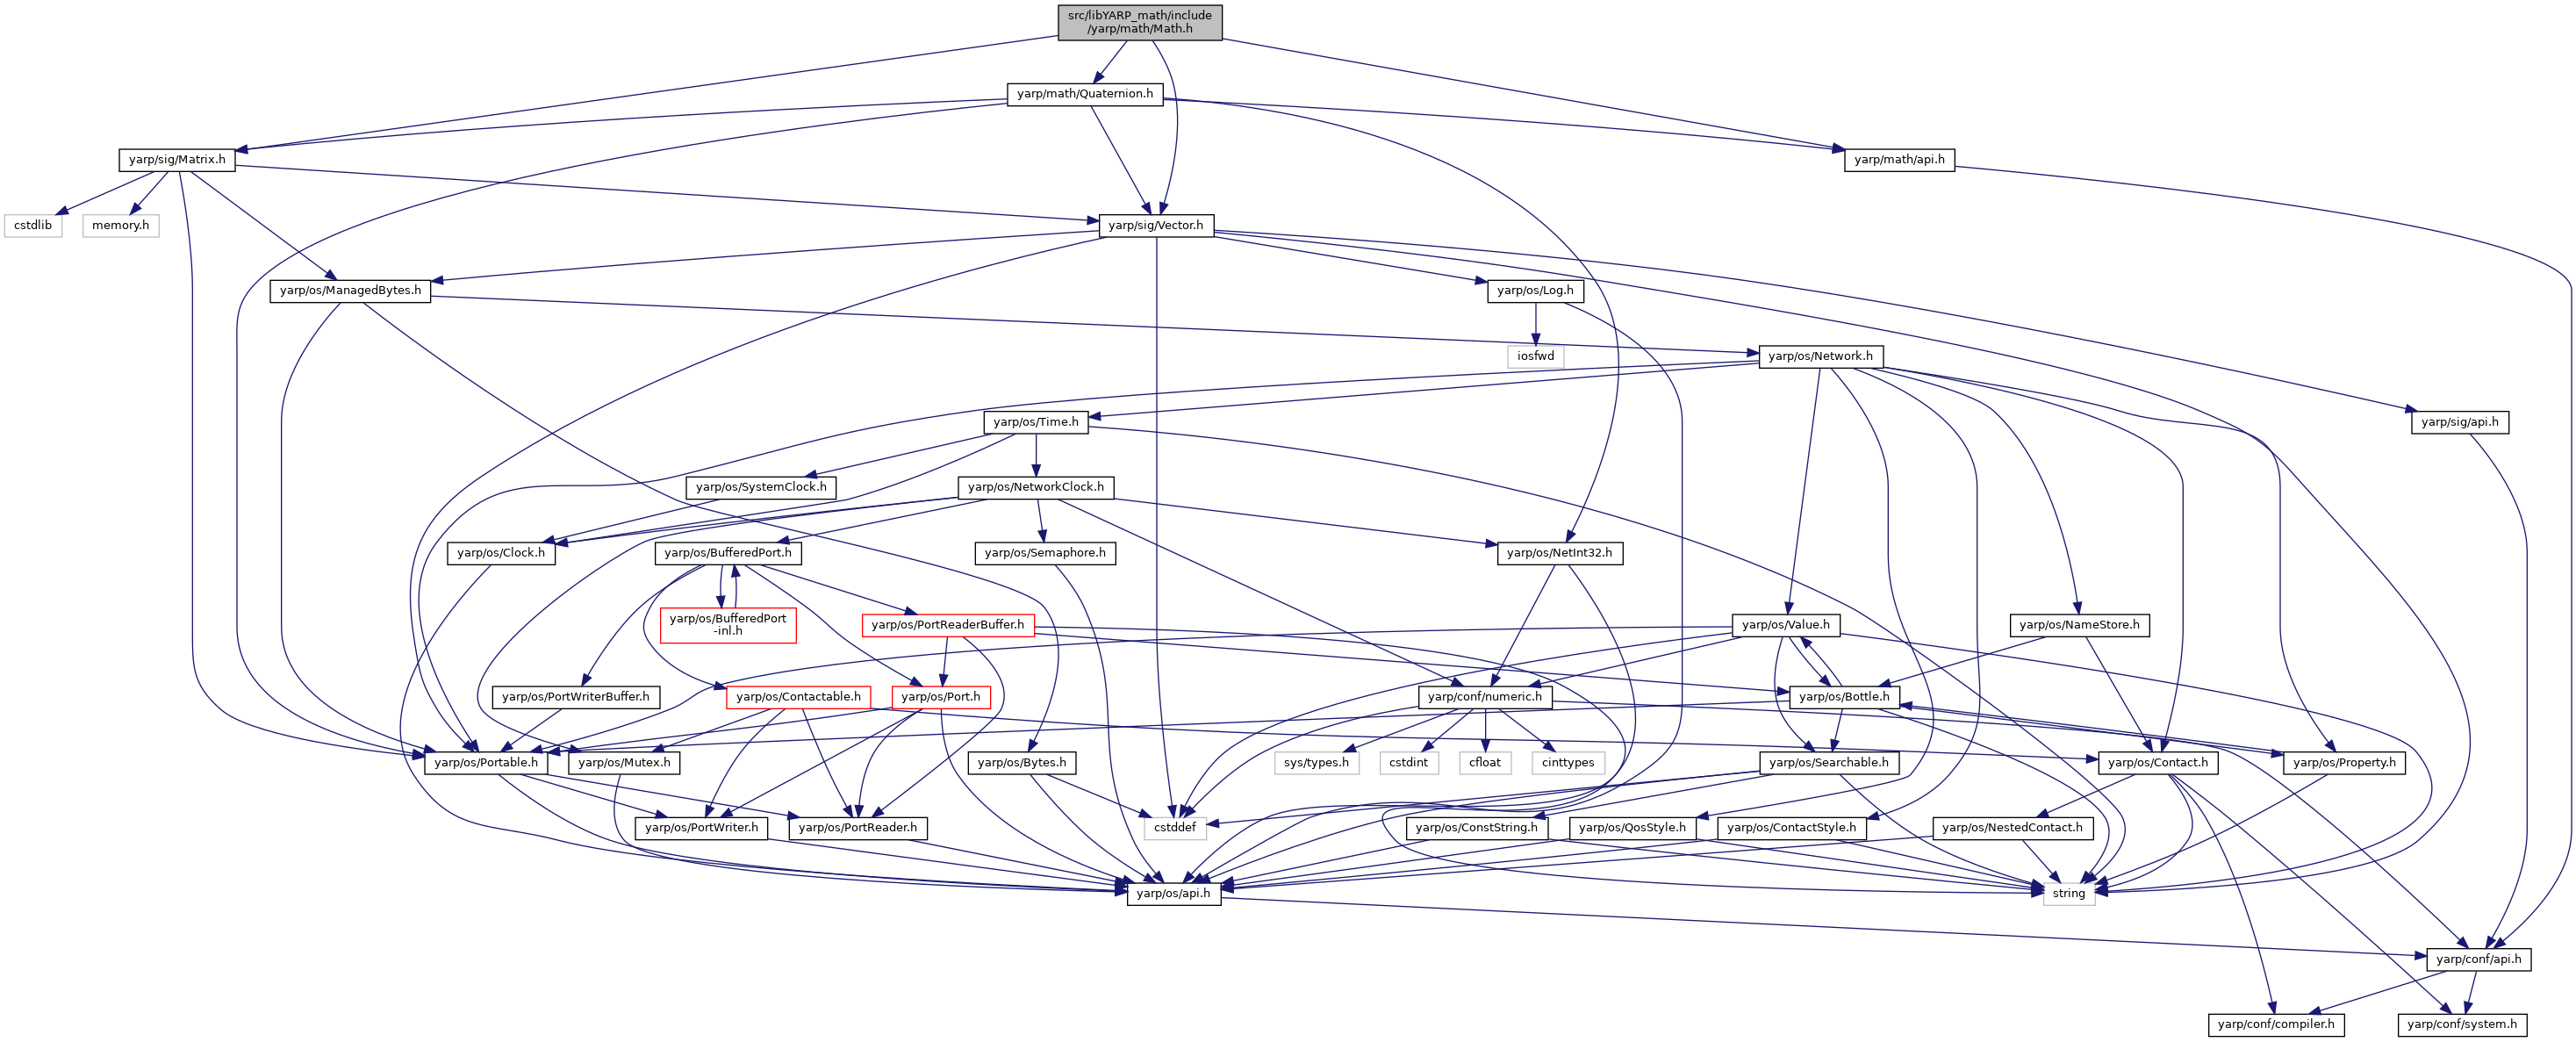 src/libYARP_math/include
/yarp/math/Math.h
yarp/math/Quaternion.h
yarp/sig/Matrix.h
yarp/math/api.h
cstdlib
memory.h
yarp/sig/Vector.h
yarp/os/ManagedBytes.h
yarp/os/Log.h
iosfwd
yarp/os/Network.h
yarp/os/Time.h
yarp/sig/api.h
yarp/os/SystemClock.h
yarp/os/NetworkClock.h
yarp/os/Clock.h
yarp/os/BufferedPort.h
yarp/os/Semaphore.h
yarp/os/NetInt32.h
yarp/os/BufferedPort
-inl.h
yarp/os/PortReaderBuffer.h
yarp/os/Value.h
yarp/os/NameStore.h
yarp/os/PortWriterBuffer.h
yarp/os/Contactable.h
yarp/os/Port.h
yarp/conf/numeric.h
yarp/os/Bottle.h
yarp/os/Portable.h
yarp/os/Mutex.h
yarp/os/Bytes.h
sys/types.h
cstdint
cfloat
cinttypes
yarp/os/Searchable.h
yarp/os/Contact.h
yarp/os/Property.h
yarp/os/PortWriter.h
yarp/os/PortReader.h
cstddef
yarp/os/ConstString.h
yarp/os/QosStyle.h
yarp/os/ContactStyle.h
yarp/os/NestedContact.h
yarp/os/api.h
string
yarp/conf/api.h
yarp/conf/compiler.h
yarp/conf/system.h